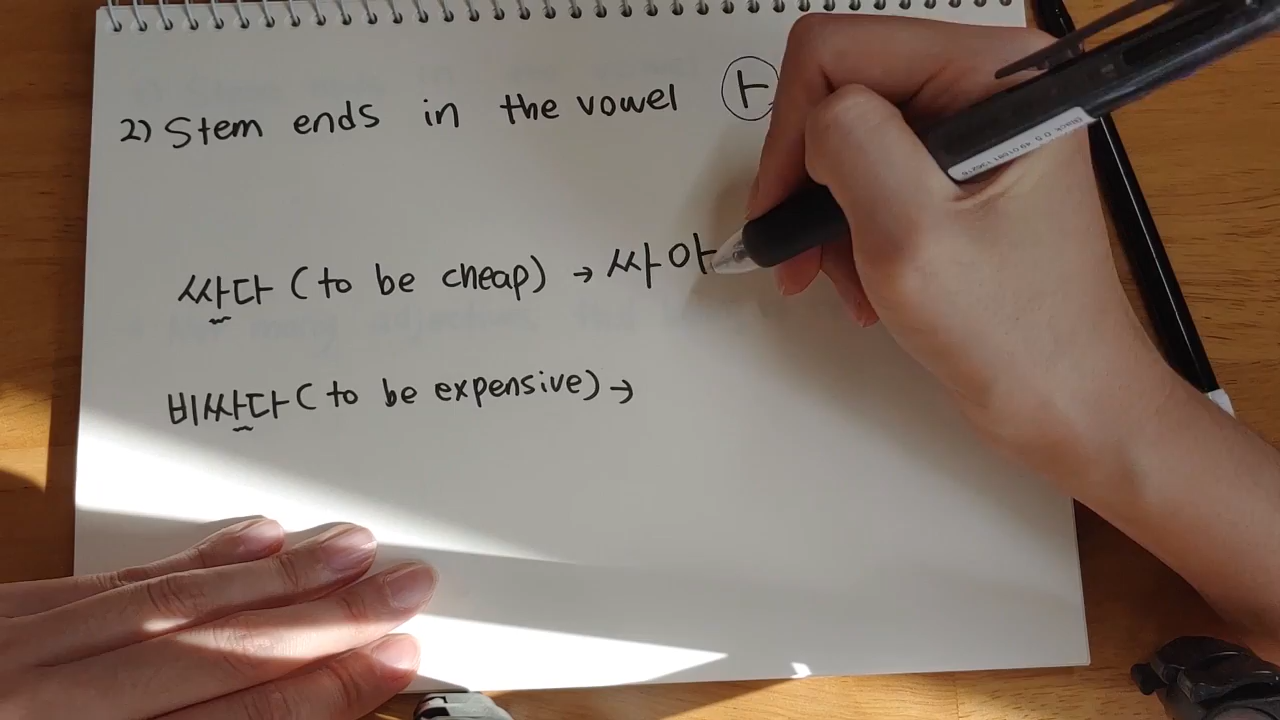 2) Stem ends in the vowel ㅏ
싸다 (to be cheap) → 싸아
비싸다 (to be expensive) →